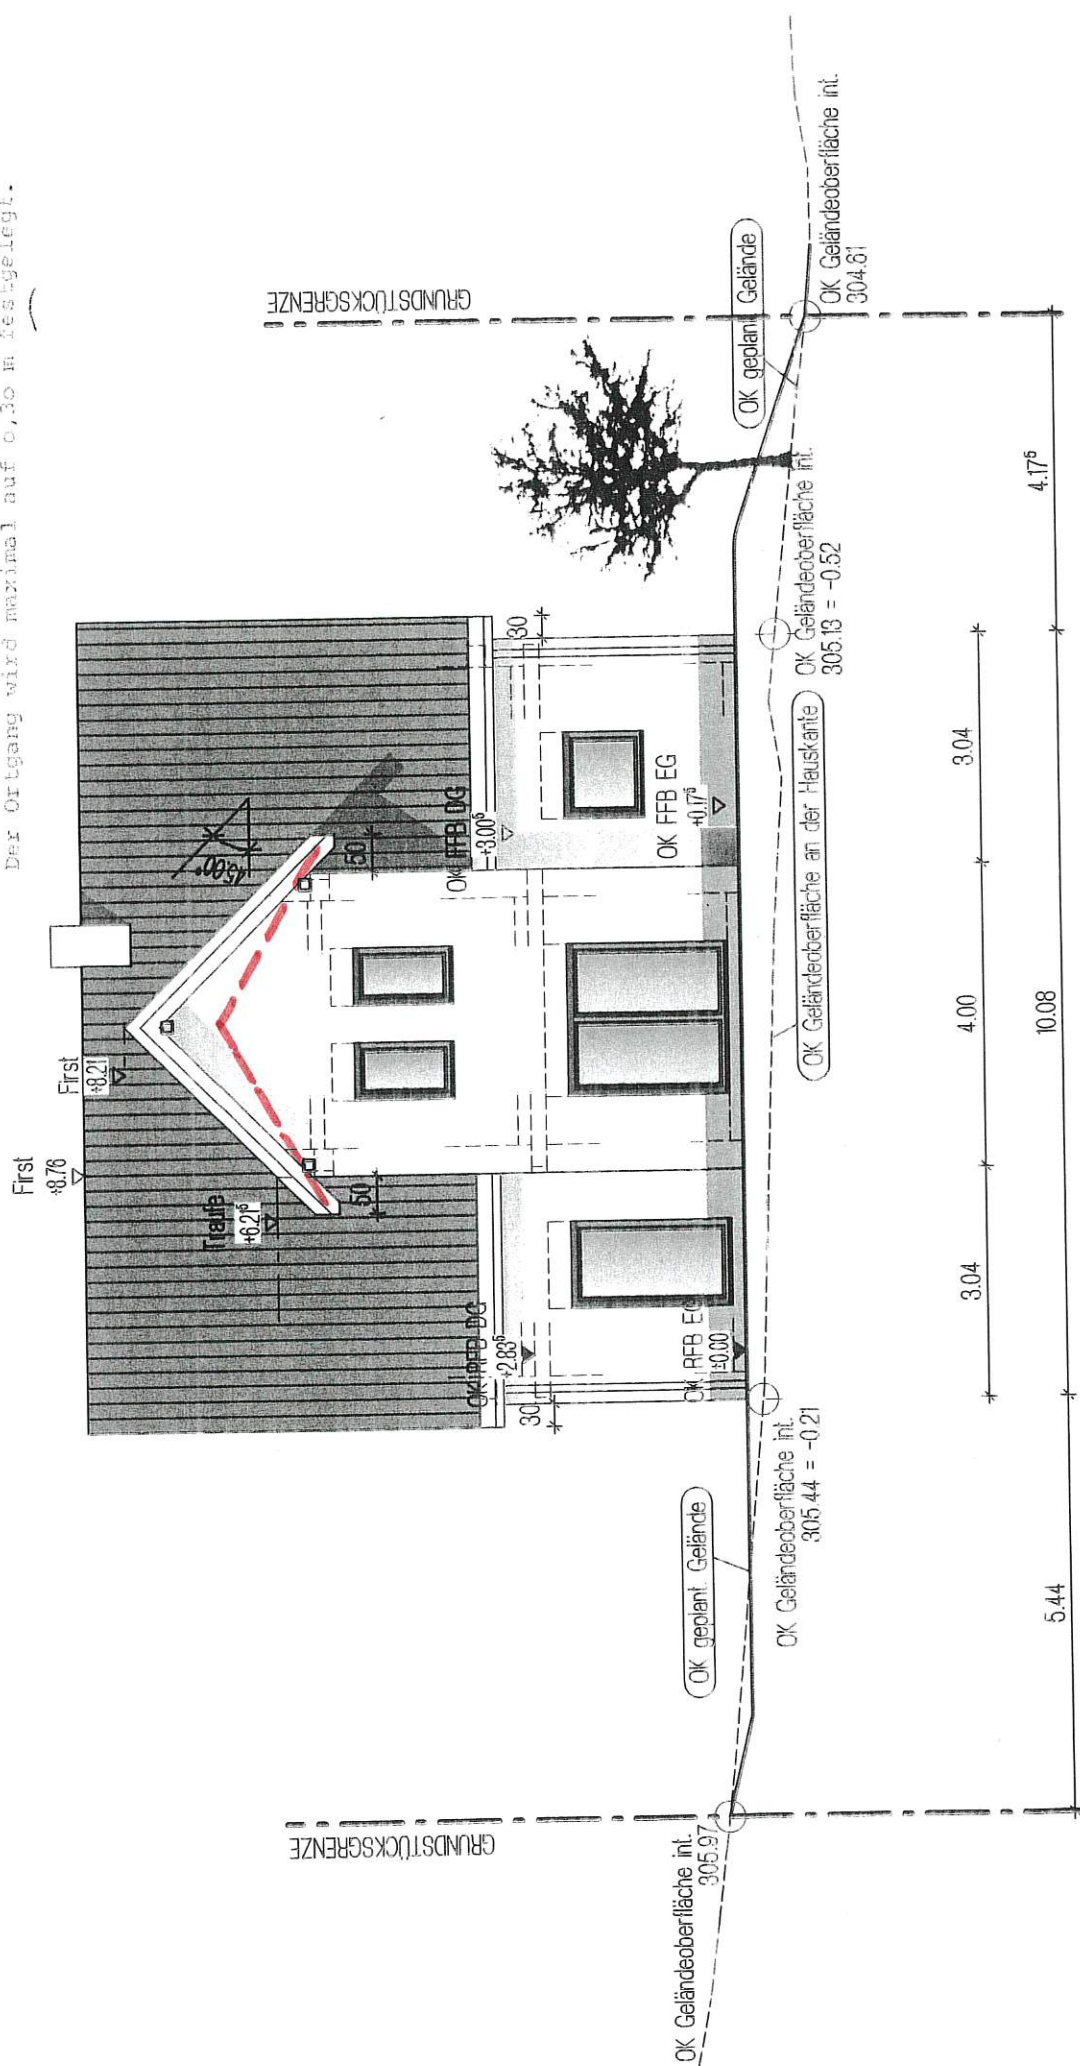 Der Ortgang wird maximal auf 0,30 m festgelegt.
First
+8.76
First
+8.21
Traufe
+6.21⁵
50
50
45.00°
OK FFB DG
+3.00⁵
OK RFB DG
+2.83⁵
30
30
OK FFB EG
+0.17⁵
OK RFB EG
±0.00
GRUNDSTÜCKSGRENZE
GRUNDSTÜCKSGRENZE
OK Geländeoberfläche int.
305.97
OK geplant. Gelände
OK Geländeoberfläche int.
305.44 = -0.21
OK Geländeoberfläche an der Hauskante
OK Geländeoberfläche int.
305.13 = -0.52
OK geplant. Gelände
OK Geländeoberfläche int.
304.61
3.04
4.00
3.04
5.44
10.08
4.17⁵